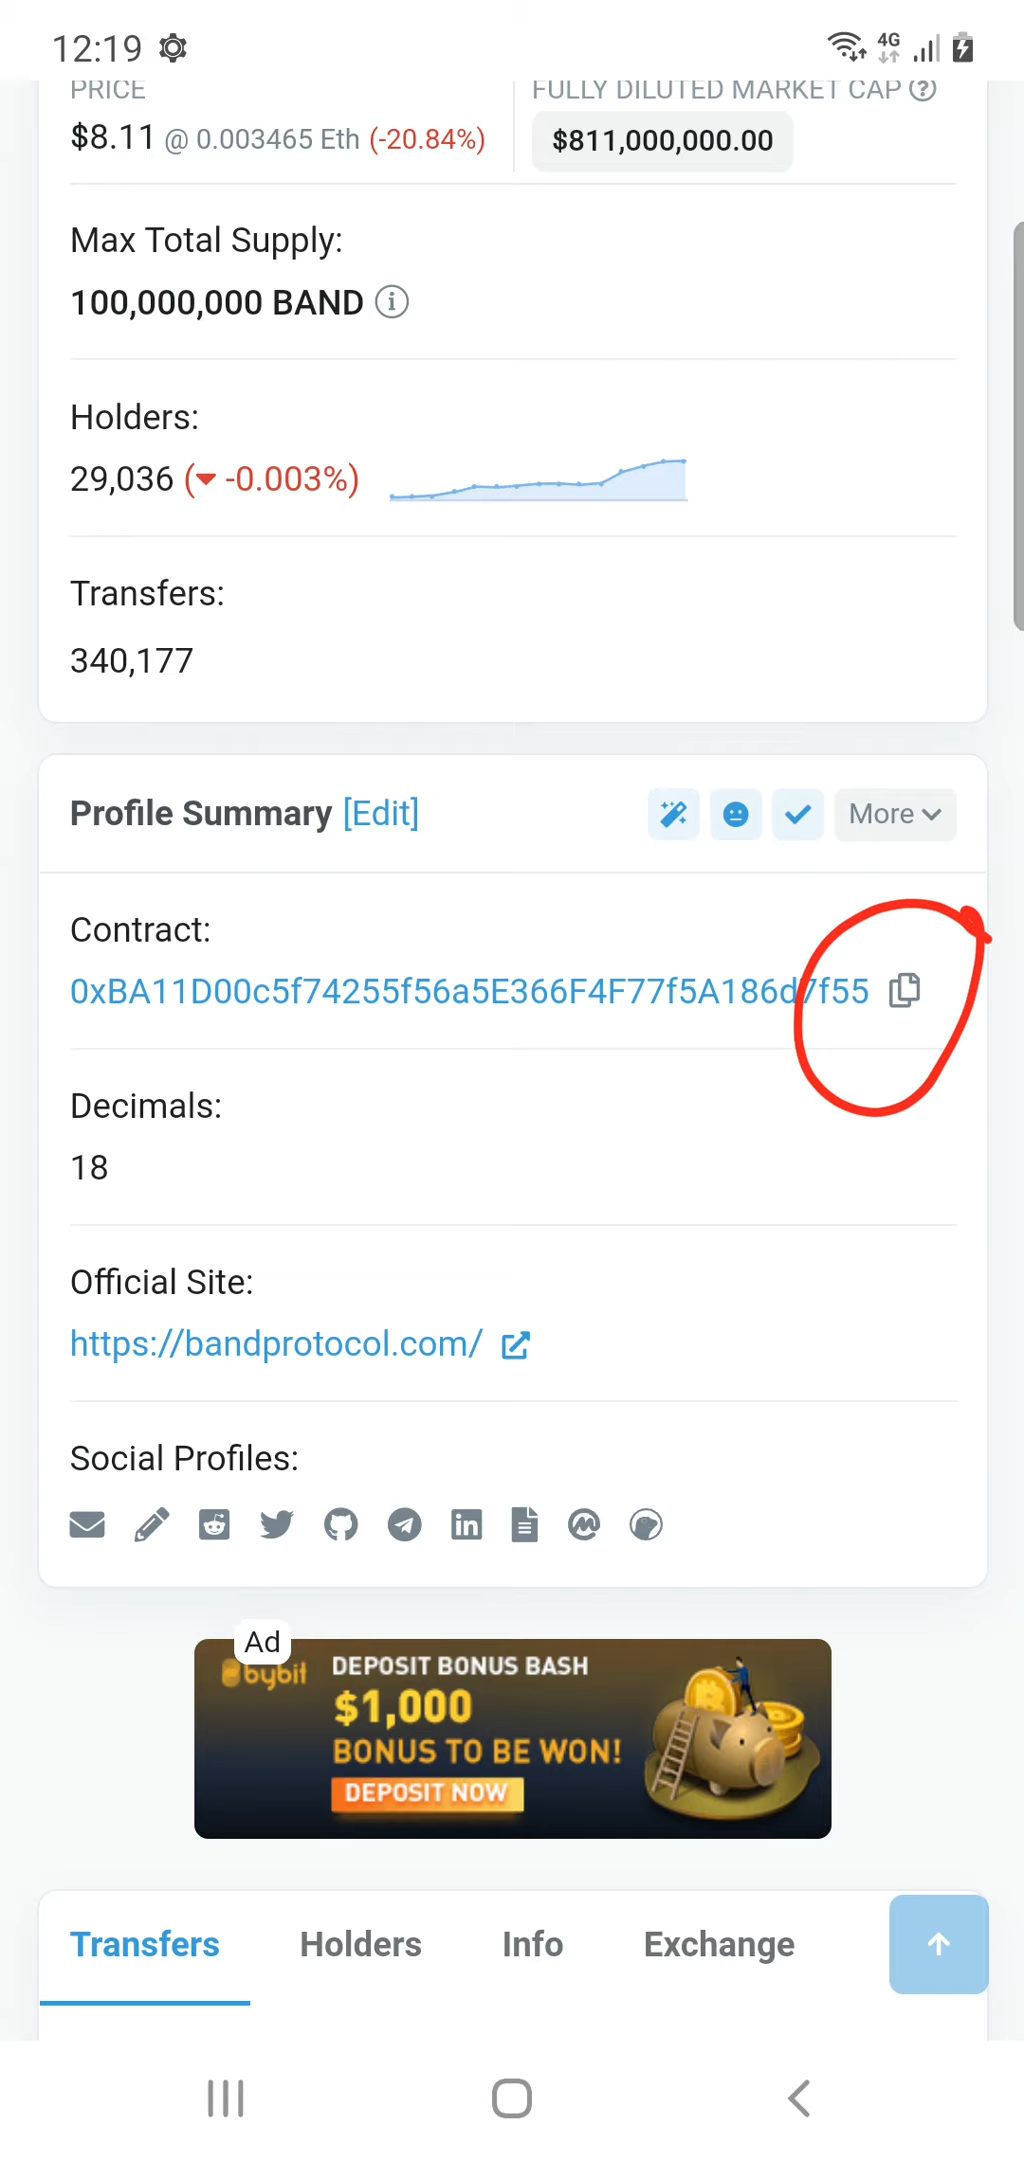 12:19
4G
PRICE
FULLY DILUTED MARKET CAP
$8.11 @ 0.003465 Eth (-20.84%)
$811,000,000.00
Max Total Supply:
100,000,000 BAND
Holders:
29,036 (-0.003%)
Transfers:
340,177
Profile Summary [Edit]
More
Contract:
0xBA11D00c5f74255f56a5E366F4F77f5A186d7f55
Decimals:
18
Official Site:
https://bandprotocol.com/
Social Profiles:
Ad
bybit
DEPOSIT BONUS BASH
$1,000
BONUS TO BE WON!
DEPOSIT NOW
Transfers
Holders
Info
Exchange